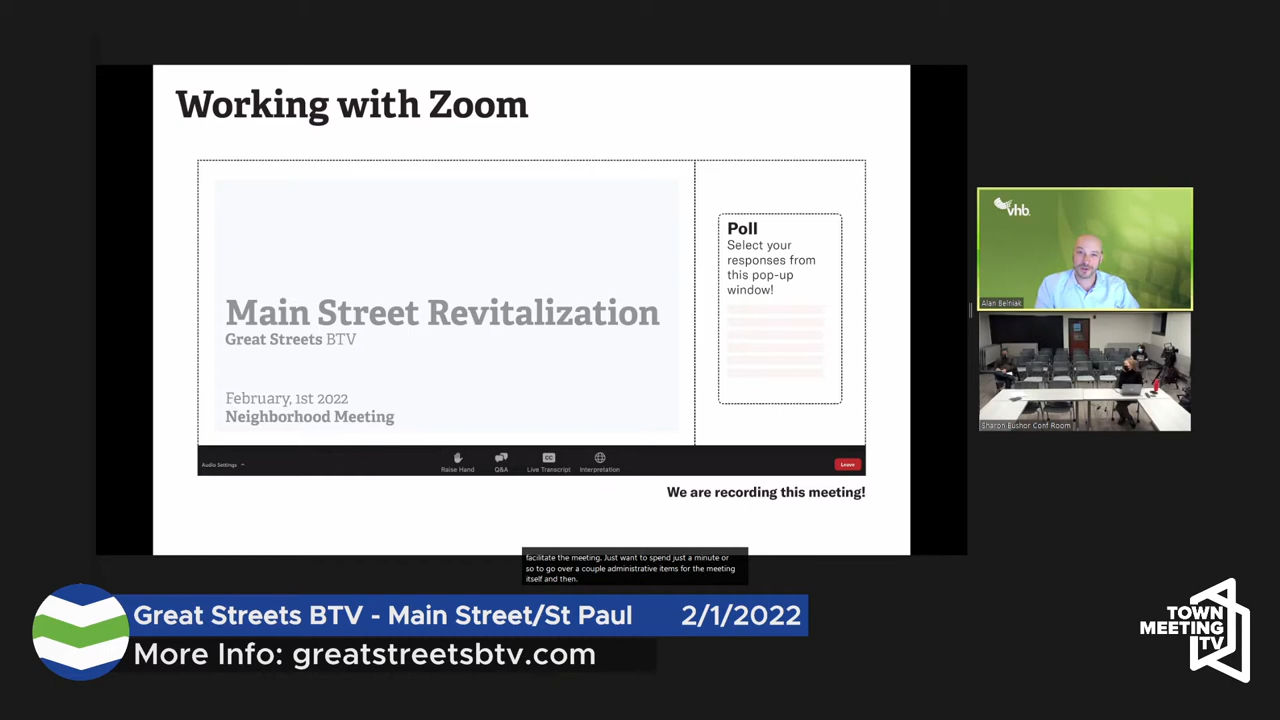 Working with Zoom
Main Street Revitalization
Great Streets BTV
February, 1st 2022
Neighborhood Meeting
Poll
Select your
responses from
this pop-up
window!
Audio Settings
Raise Hand
Q&A
CC
Live Transcript
Interpretation
Leave
We are recording this meeting!
vhb
Alan Belniak
Sharon Bushor Conf Room
facilitate the meeting. Just want to spend just a minute or
so to go over a couple administrative items for the meeting
itself and then.
Great Streets BTV - Main Street/St Paul 2/1/2022
More Info: greatstreetsbtv.com
TOWN
MEETING
TV